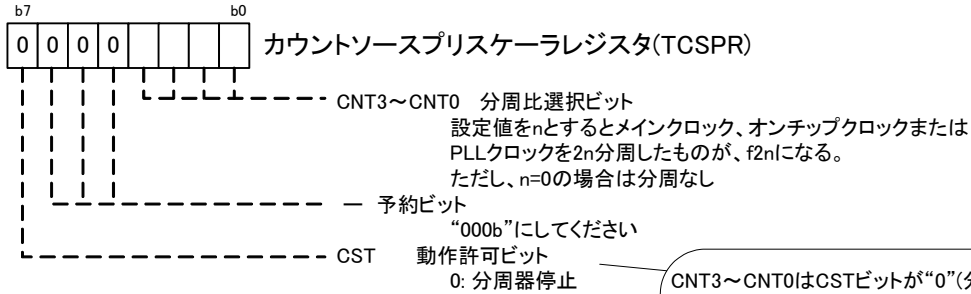 b7 b0
0 0 0 0 カウントソースプリスケーラレジスタ(TCSPR)
CNT3～CNT0 分周比選択ビット
設定値をnとするとメインクロック、オンチップクロックまたは
PLLクロックを2n分周したものが、f2nになる。
ただし、n=0の場合は分周なし
― 予約ビット
“000b”にしてください
CST 動作許可ビット
0: 分周器停止
CNT3～CNT0はCSTビットが“0”(分